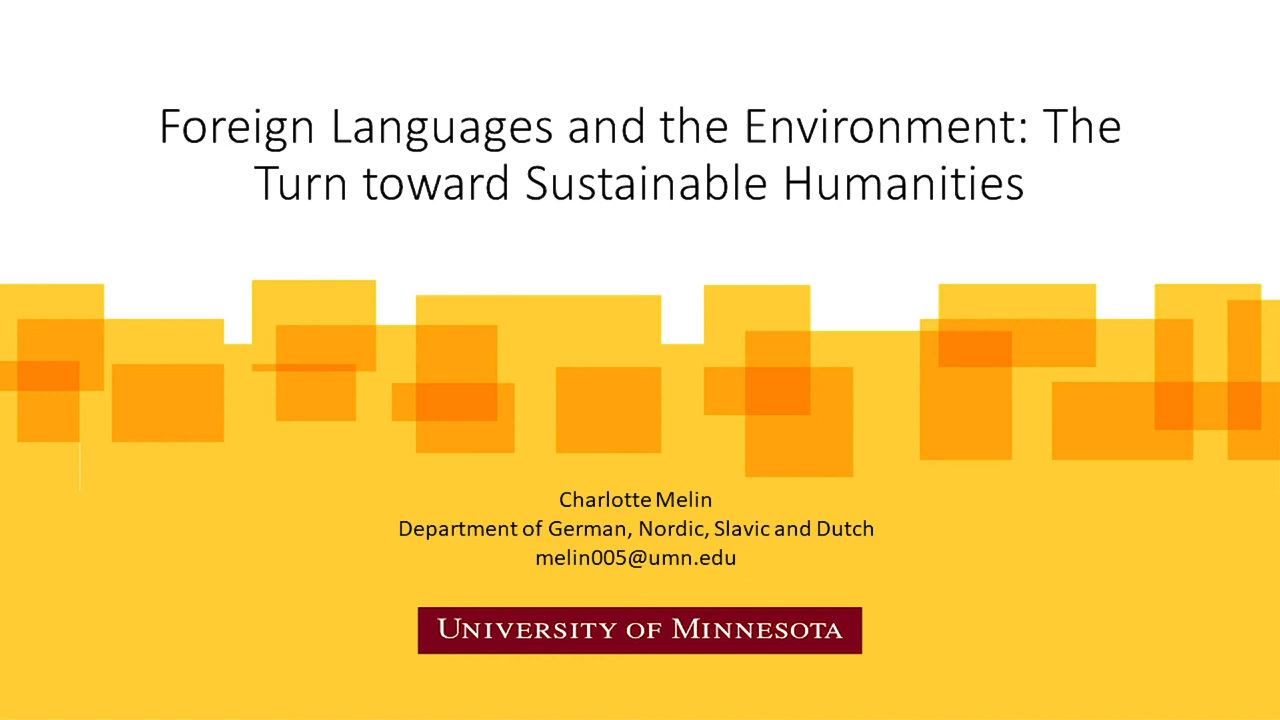 Foreign Languages and the Environment: The
Turn toward Sustainable Humanities
Charlotte Melin
Department of German, Nordic, Slavic and Dutch
melin005@umn.edu
UNIVERSITY OF MINNESOTA